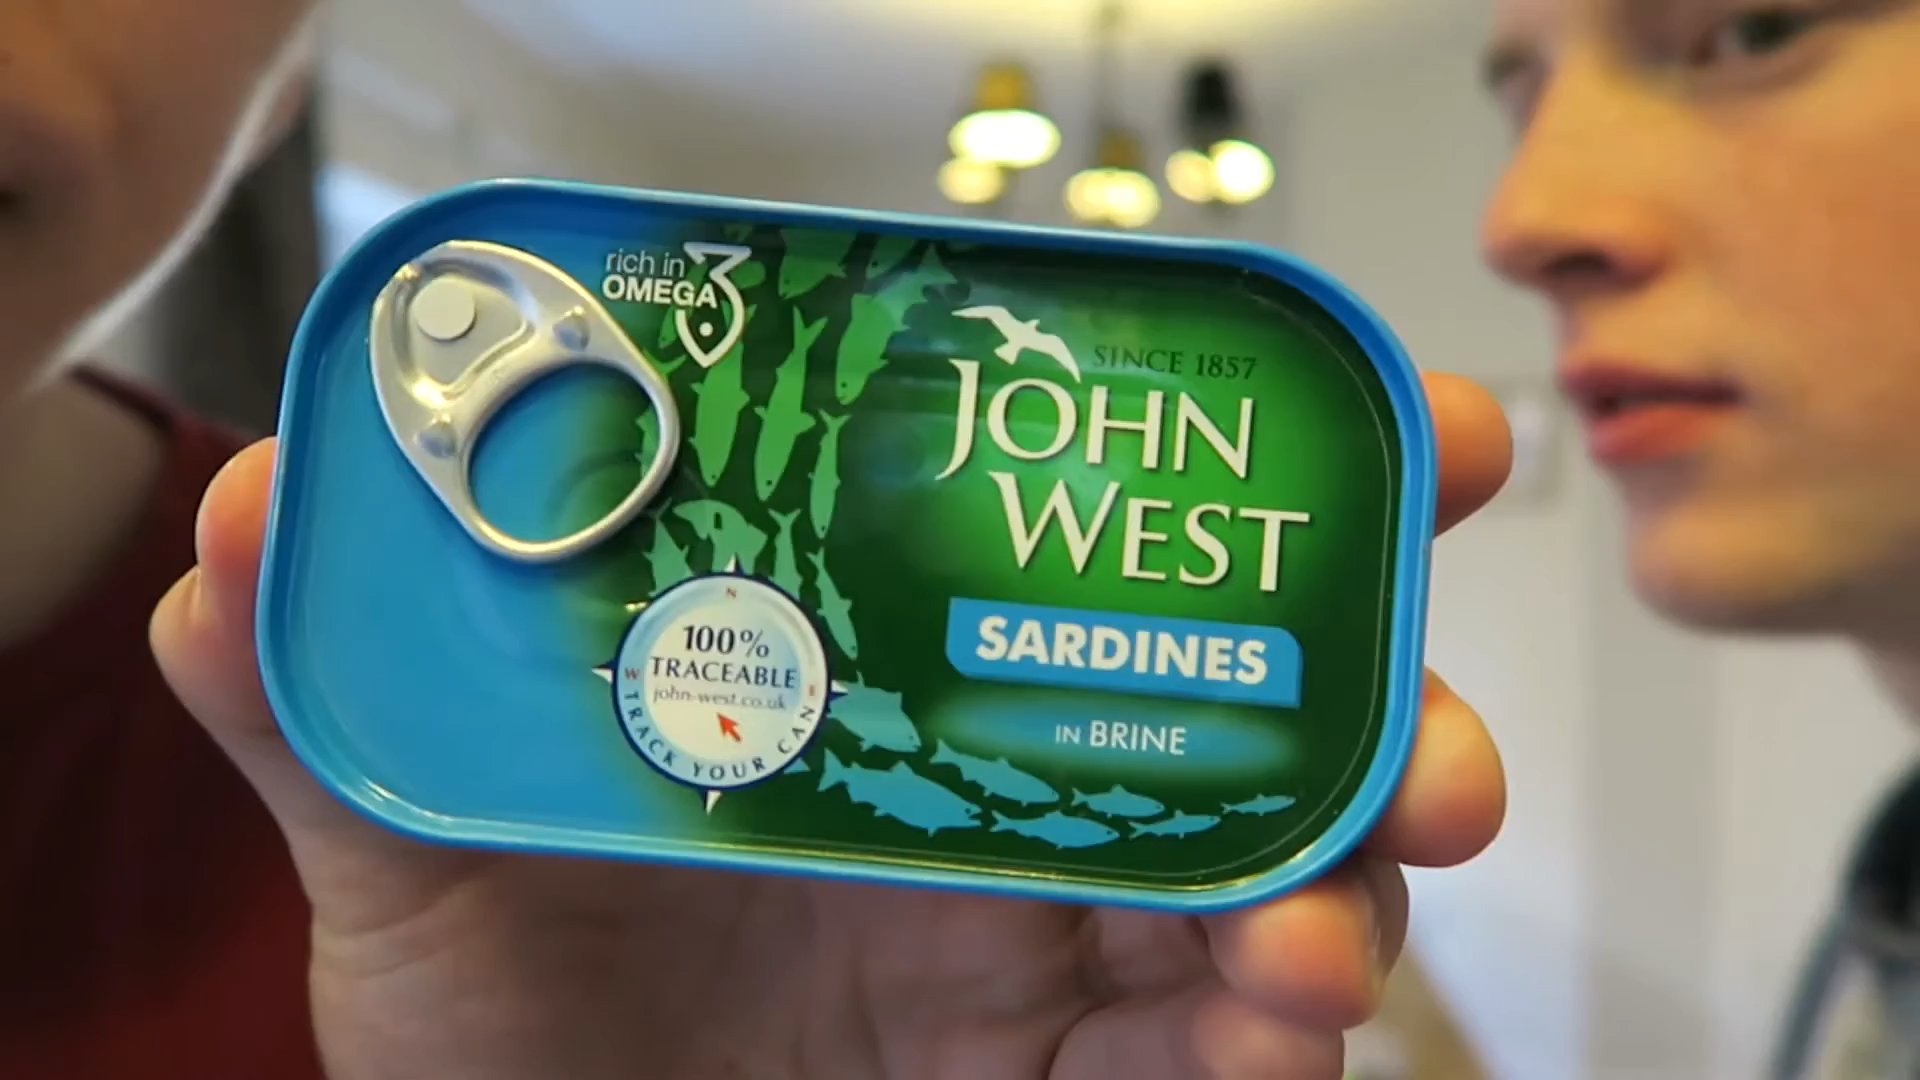 rich in
OMEGA 3
SINCE 1857
JOHN
WEST
SARDINES
IN BRINE
N
W E
100%
TRACEABLE
john-west.co.uk
TRACK YOUR CAN